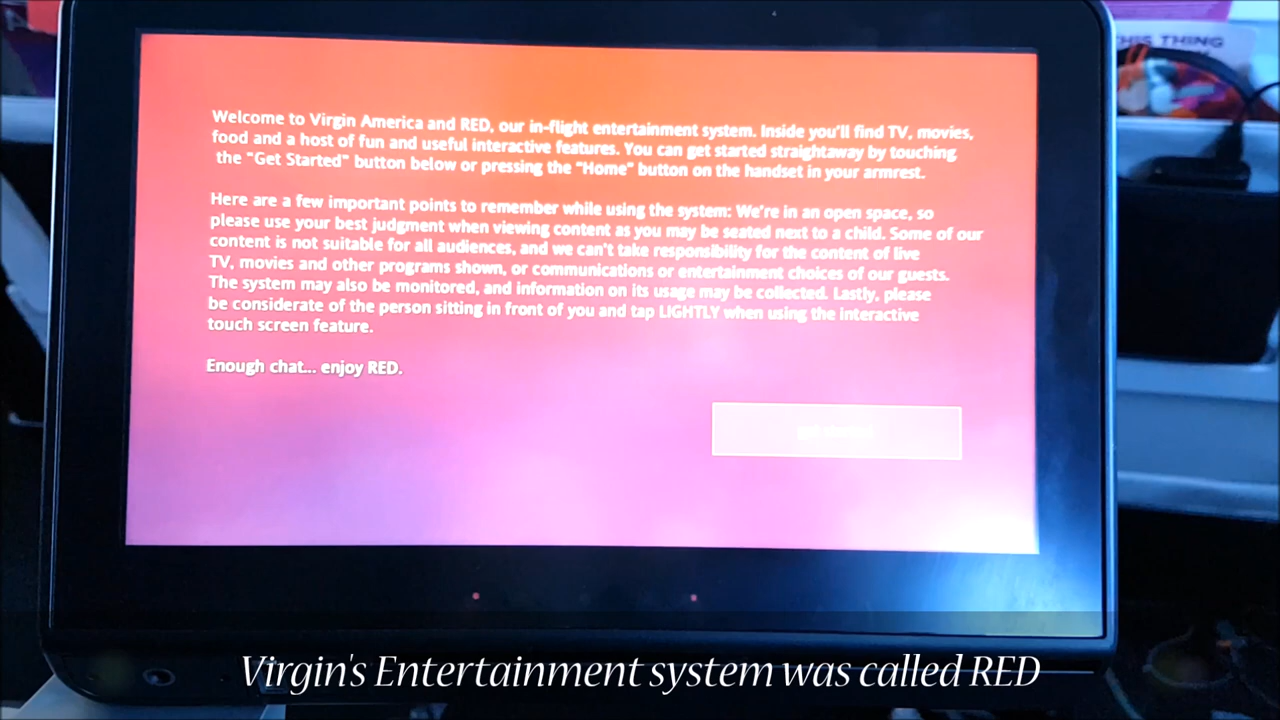 THIS THING
Welcome to Virgin America and RED, our in-flight entertainment system. Inside you'll find TV, movies,
food and a host of fun and useful interactive features. You can get started straightaway by touching
the "Get Started" button below or pressing the "Home" button on the handset in your armrest.
Here are a few important points to remember while using the system: We're in an open space, so
please use your best judgment when viewing content as you may be seated next to a child. Some of our
content is not suitable for all audiences, and we can't take responsibility for the content of live
TV, movies and other programs shown, or communications or entertainment choices of our guests.
The system may also be monitored, and information on its usage may be collected. Lastly, please
be considerate of the person sitting in front of you and tap LIGHTLY when using the interactive
touch screen feature.
Enough chat... enjoy RED.
Virgin's Entertainment system was called RED